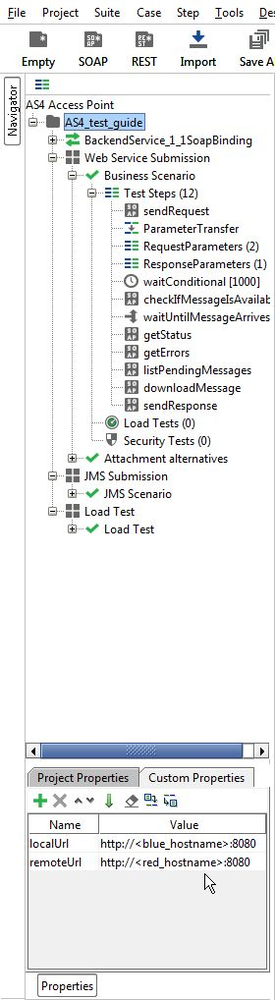 File Project Suite Case Step Tools Des
Empty SOAP REST Import Save A
Navigator
AS4 Access Point
AS4_test_guide
BackendService_1_1SoapBinding
Web Service Submission
Business Scenario
Test Steps (12)
sendRequest
ParameterTransfer
RequestParameters (2)
ResponseParameters (1)
waitConditional [1000]
checkIfMessageIsAvailab
waitUntilMessageArrives
getStatus
getErrors
listPendingMessages
downloadMessage
sendResponse
Load Tests (0)
Security Tests (0)
Attachment alternatives
JMS Submission
JMS Scenario
Load Test
Load Test
Project Properties Custom Properties
Name Value
localUrl http://<blue_hostname>:8080
remoteUrl http://<red_hostname>:8080
Properties